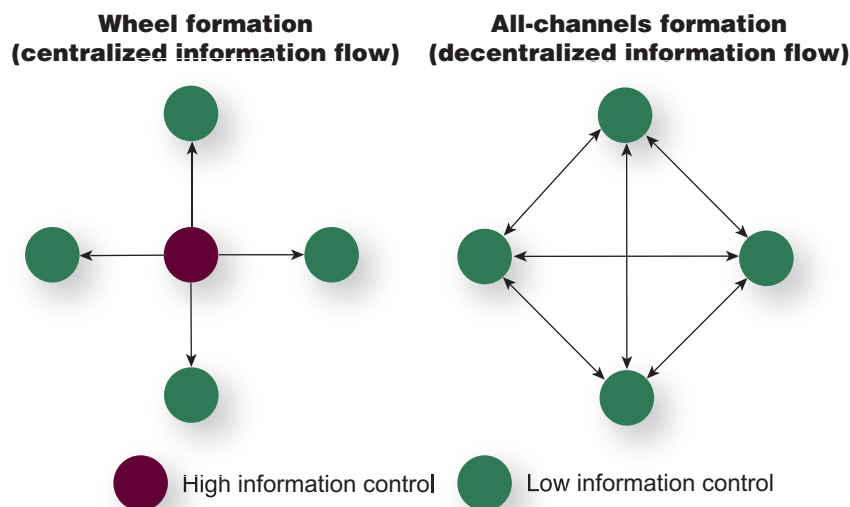 Wheel formation
(centralized information flow)
All-channels formation
(decentralized information flow)
High information control
Low information control